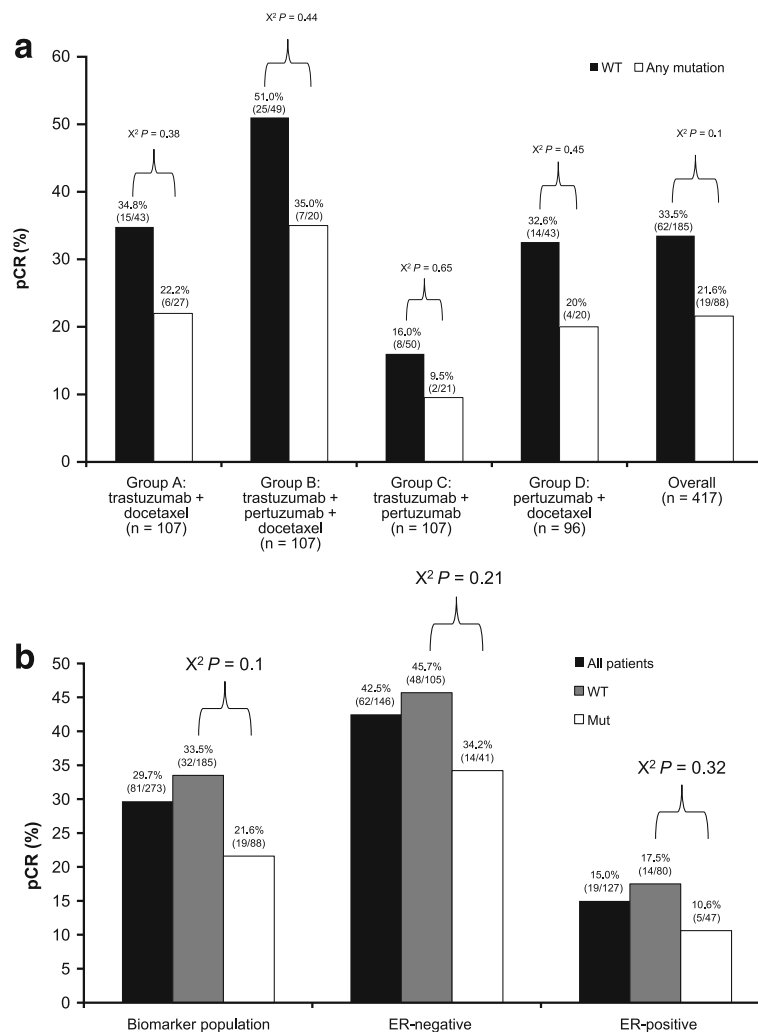 a
X² P = 0.44
60
WT
Any mutation
51.0%
(25/49)
50
X² P = 0.38
X² P = 0.45
X² P = 0.1
40
34.8%
(15/43)
35.0%
(7/20)
32.6%
(14/43)
33.5%
(62/185)
pCR (%)
30
X² P = 0.65
22.2%
(6/27)
20%
(4/20)
21.6%
(19/88)
20
16.0%
(8/50)
9.5%
(2/21)
10
0
Group A:
trastuzumab +
docetaxel
(n = 107)
Group B:
trastuzumab +
pertuzumab +
docetaxel
(n = 107)
Group C:
trastuzumab +
pertuzumab
(n = 107)
Group D:
pertuzumab +
docetaxel
(n = 96)
Overall
(n = 417)
b
X² P = 0.21
X² P = 0.1
50
All patients
WT
Mut
45
42.5%
(62/146)
45.7%
(48/105)
40
35
33.5%
(32/185)
34.2%
(14/41)
X² P = 0.32
pCR (%)
30
29.7%
(81/273)
25
21.6%
(19/88)
20
15
15.0%
(19/127)
17.5%
(14/80)
10.6%
(5/47)
10
5
0
Biomarker population
ER-negative
ER-positive